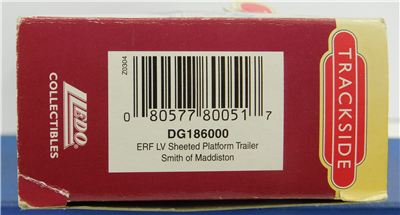 LLEDO
COLLECTIBLES
Z0304
0 80577 80051 7
DG186000
ERF LV Sheeted Platform Trailer
Smith of Maddiston
TRACKSIDE